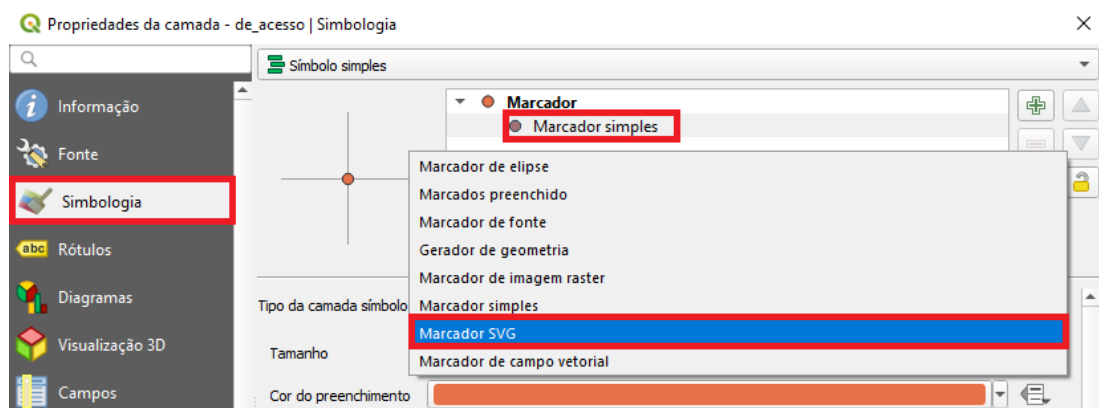 Propriedades da camada - de_acesso | Simbologia
Símbolo simples
Informação
Fonte
Simbologia
abc Rótulos
Diagramas
Visualização 3D
Campos
Marcador
Marcador simples
Marcador de elipse
Marcados preenchido
Marcador de fonte
Gerador de geometria
Marcador de imagem raster
Marcador simples
Marcador SVG
Marcador de campo vetorial
Tipo da camada símbolo
Tamanho
Cor do preenchimento